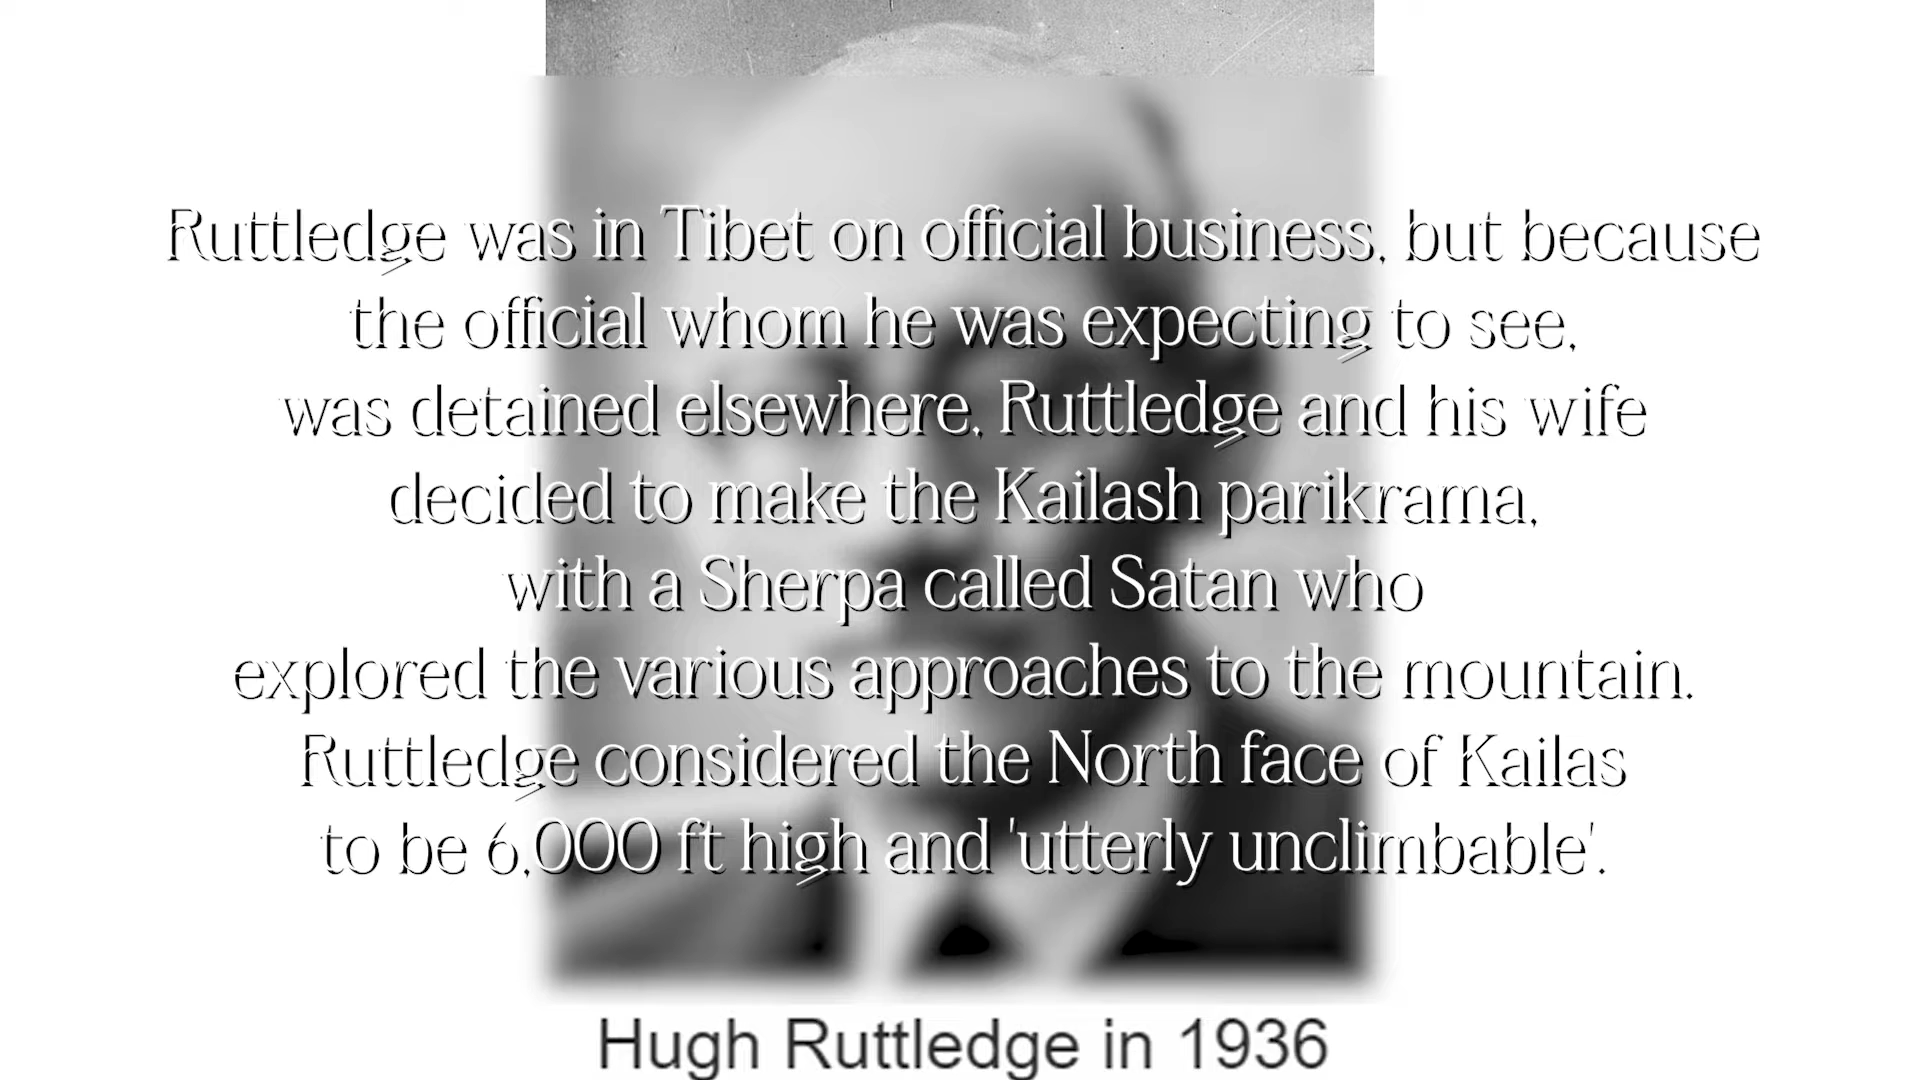 Ruttledge was in Tibet on official business, but because
the official whom he was expecting to see,
was detained elsewhere, Ruttledge and his wife
decided to make the Kailash parikrama,
with a Sherpa called Satan who
explored the various approaches to the mountain.
Ruttledge considered the North face of Kailas
to be 6,000 ft high and 'utterly unclimbable'.
Hugh Ruttledge in 1936